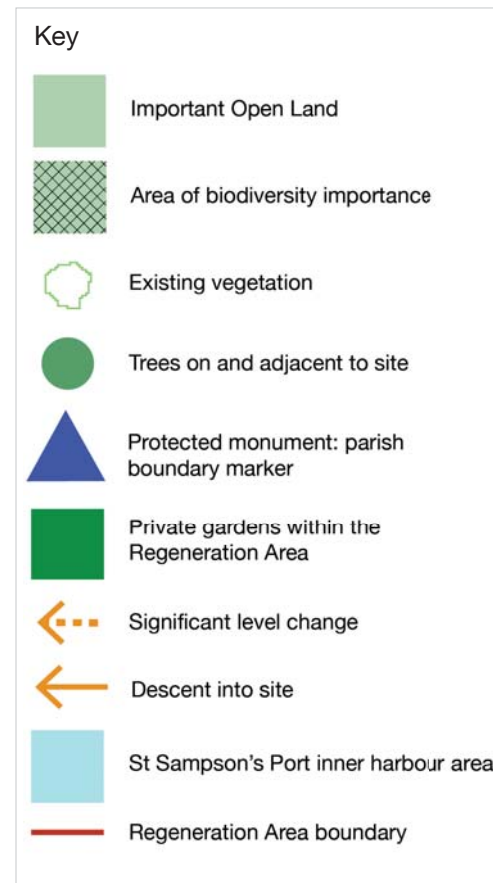 Key
Important Open Land
Area of biodiversity importance
Existing vegetation
Trees on and adjacent to site
Protected monument: parish
boundary marker
Private gardens within the
Regeneration Area
Significant level change
Descent into site
St Sampson's Port inner harbour area
Regeneration Area boundary